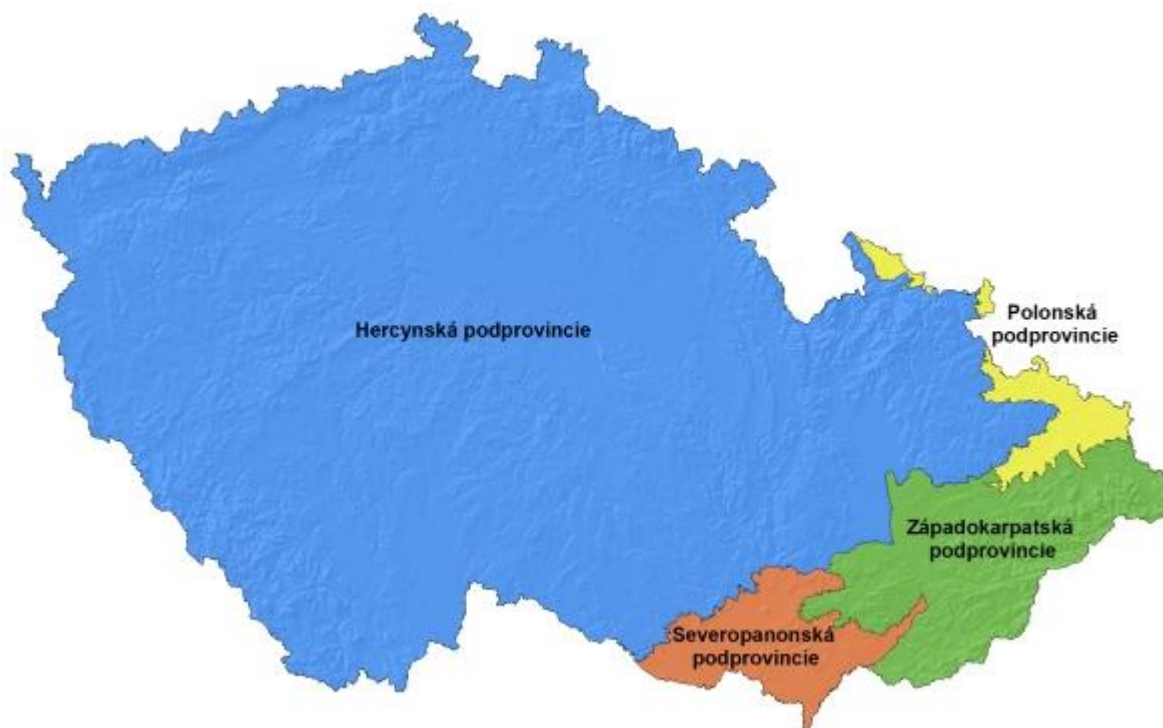 Hercynská podprovincie
Polonská
podprovincie
Západokarpatská
podprovincie
Severopanonská
podprovincie